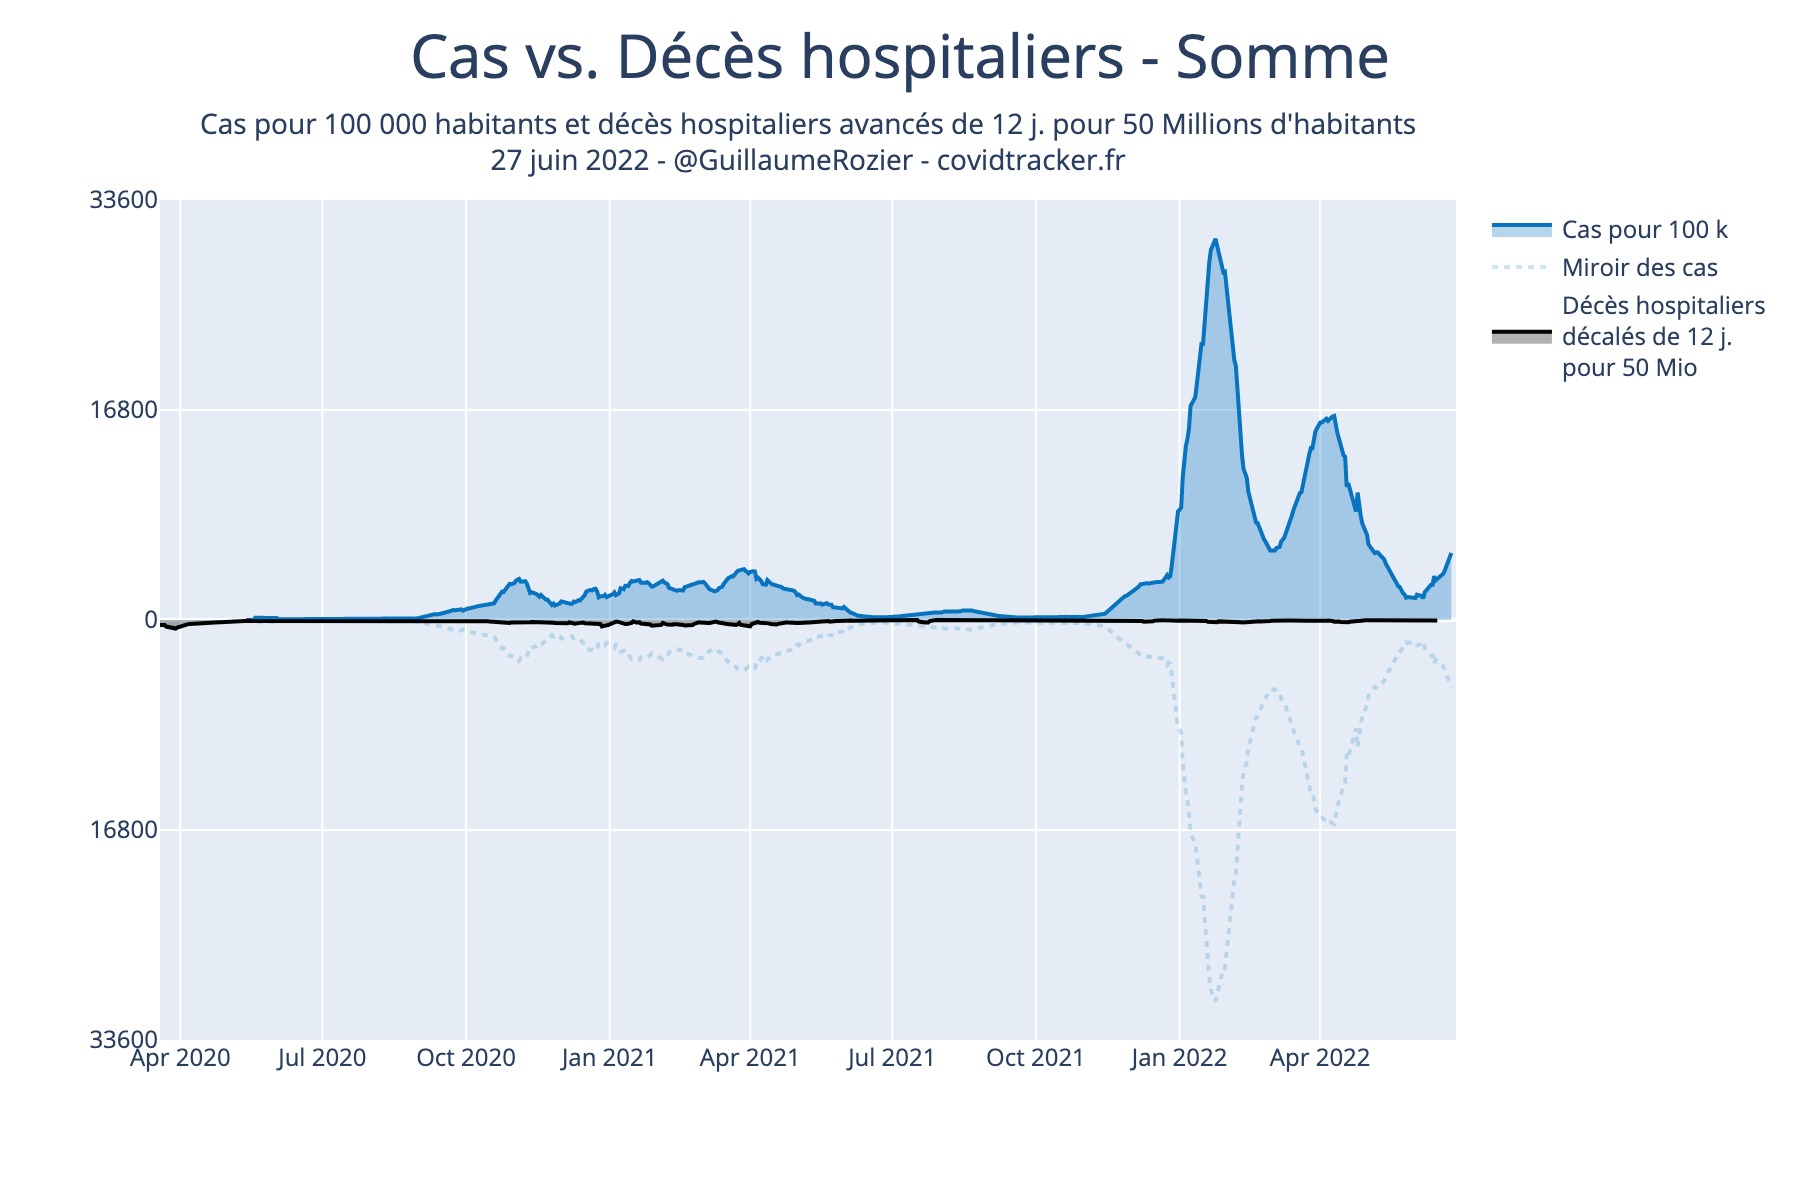 Cas vs. Décès hospitaliers - Somme
Cas pour 100 000 habitants et décès hospitaliers avancés de 12 j. pour 50 Millions d'habitants
27 juin 2022 - @GuillaumeRozier - covidtracker.fr
33600
16800
0
16800
33600
Apr 2020
Jul 2020
Oct 2020
Jan 2021
Apr 2021
Jul 2021
Oct 2021
Jan 2022
Apr 2022
Cas pour 100 k
Miroir des cas
Décès hospitaliers
décalés de 12 j.
pour 50 Mio